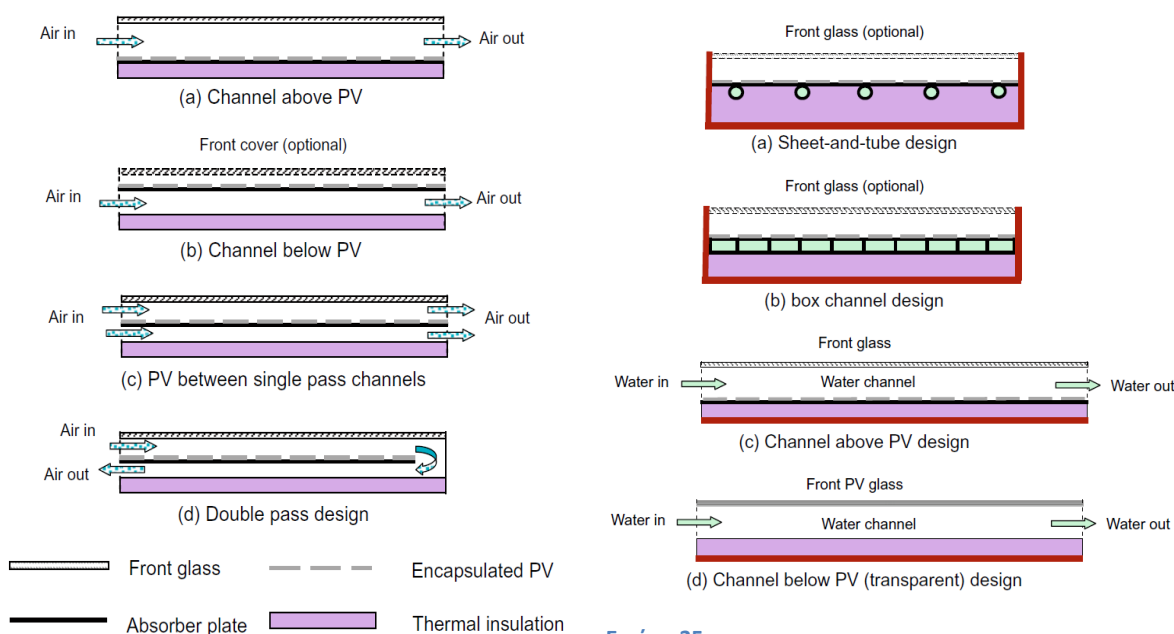 Air in
Air out
(a) Channel above PV
Front cover (optional)
Air in
Air out
(b) Channel below PV
Air in
Air out
(c) PV between single pass channels
Air in
Air out
(d) Double pass design
Front glass
Encapsulated PV
Absorber plate
Thermal insulation
Front glass (optional)
(a) Sheet-and-tube design
Front glass (optional)
(b) box channel design
Front glass
Water in
Water channel
Water out
(c) Channel above PV design
Front PV glass
Water in
Water channel
Water out
(d) Channel below PV (transparent) design